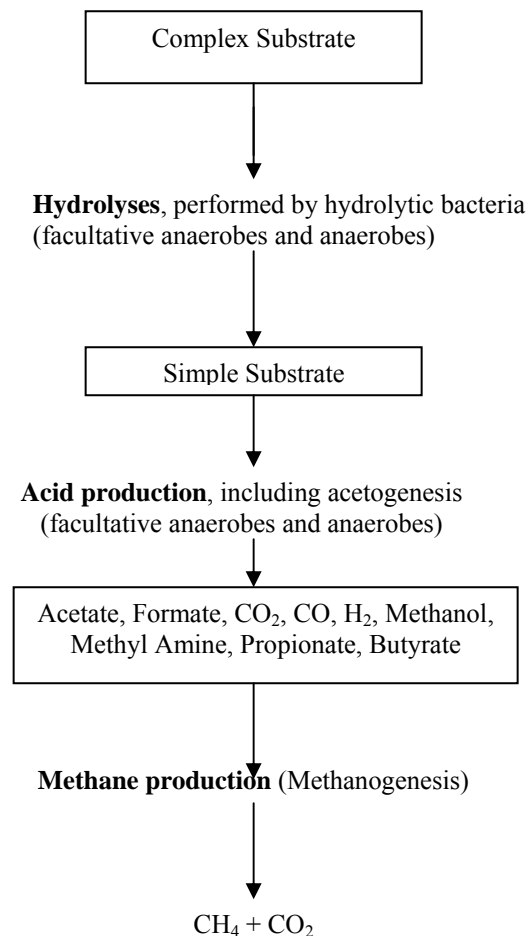 Complex Substrate
Hydrolyses, performed by hydrolytic bacteria
(facultative anaerobes and anaerobes)
Simple Substrate
Acid production, including acetogenesis
(facultative anaerobes and anaerobes)
Acetate, Formate, CO₂, CO, H₂, Methanol,
Methyl Amine, Propionate, Butyrate
Methane production (Methanogenesis)
CH₄ + CO₂